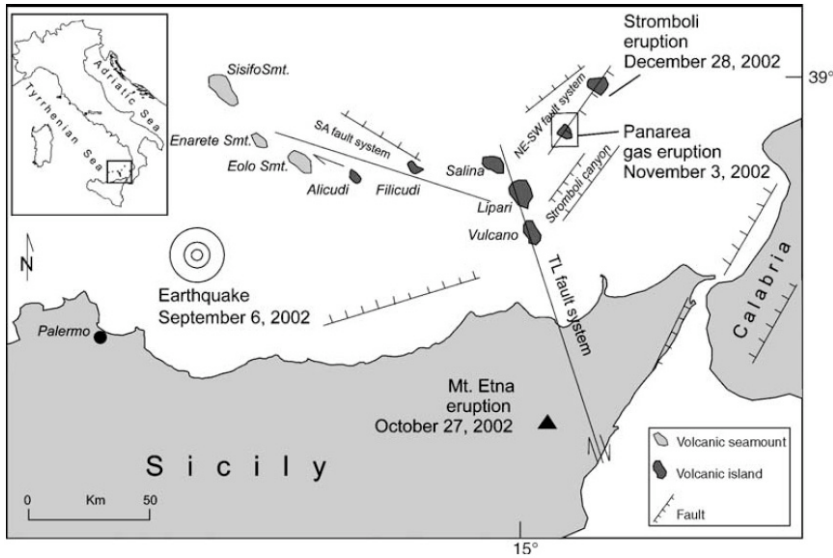 Adriatic Sea
Tyrrhenian Sea
SisifoSmt.
Enarete Smt.
Eolo Smt.
Alicudi
SA fault system
Filicudi
Salina
Lipari
Vulcano
NE-SW fault system
Stromboli canyon
Stromboli
eruption
December 28, 2002
39°
Panarea
gas eruption
November 3, 2002
N
Earthquake
September 6, 2002
Palermo
TL fault system
Calabria
Mt. Etna
eruption
October 27, 2002
Sicily
0 Km 50
Volcanic seamount
Volcanic island
Fault
15°